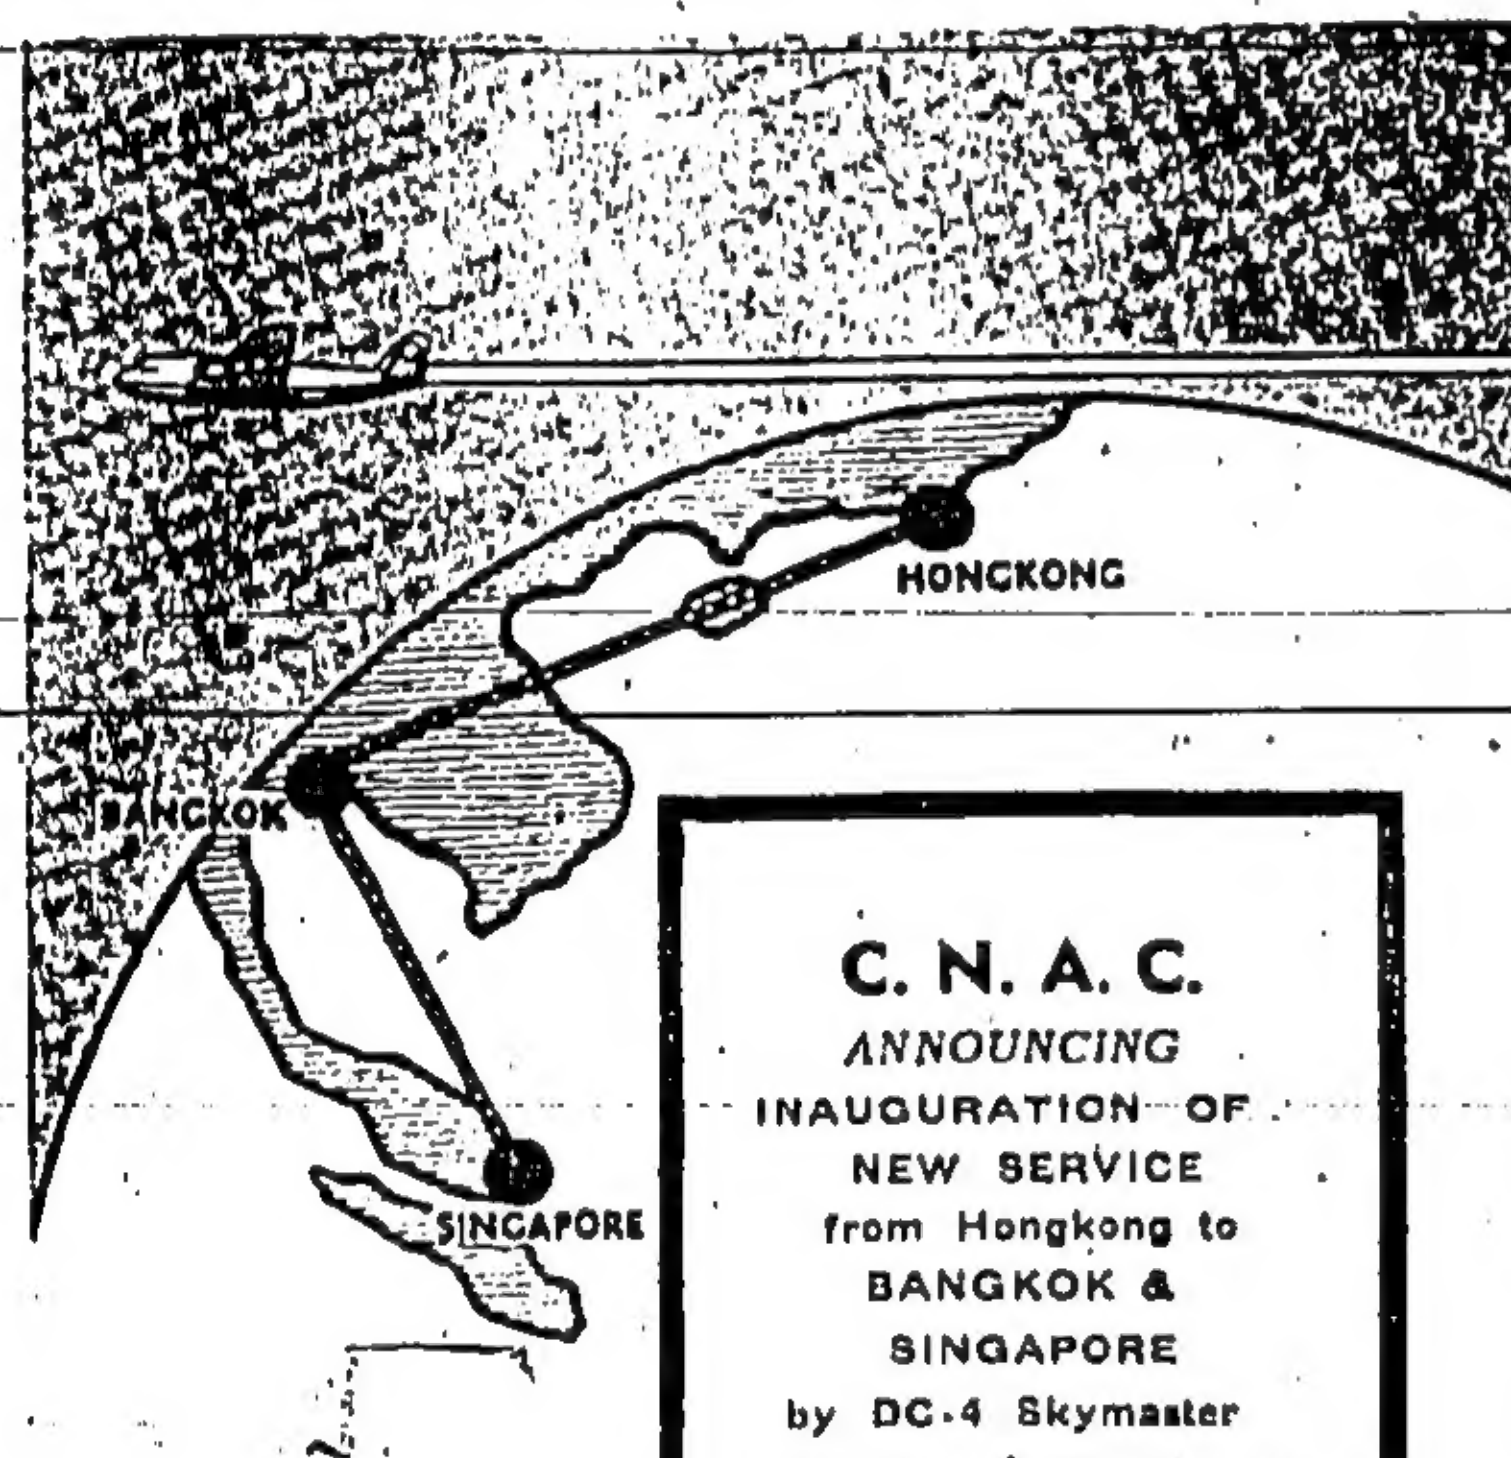 HONGKONG
BANGKOK
SINGAPORE
C. N. A. C.
ANNOUNCING
INAUGURATION OF
NEW SERVICE
from Hongkong to
BANGKOK &
SINGAPORE
by DC-4 Skymaster